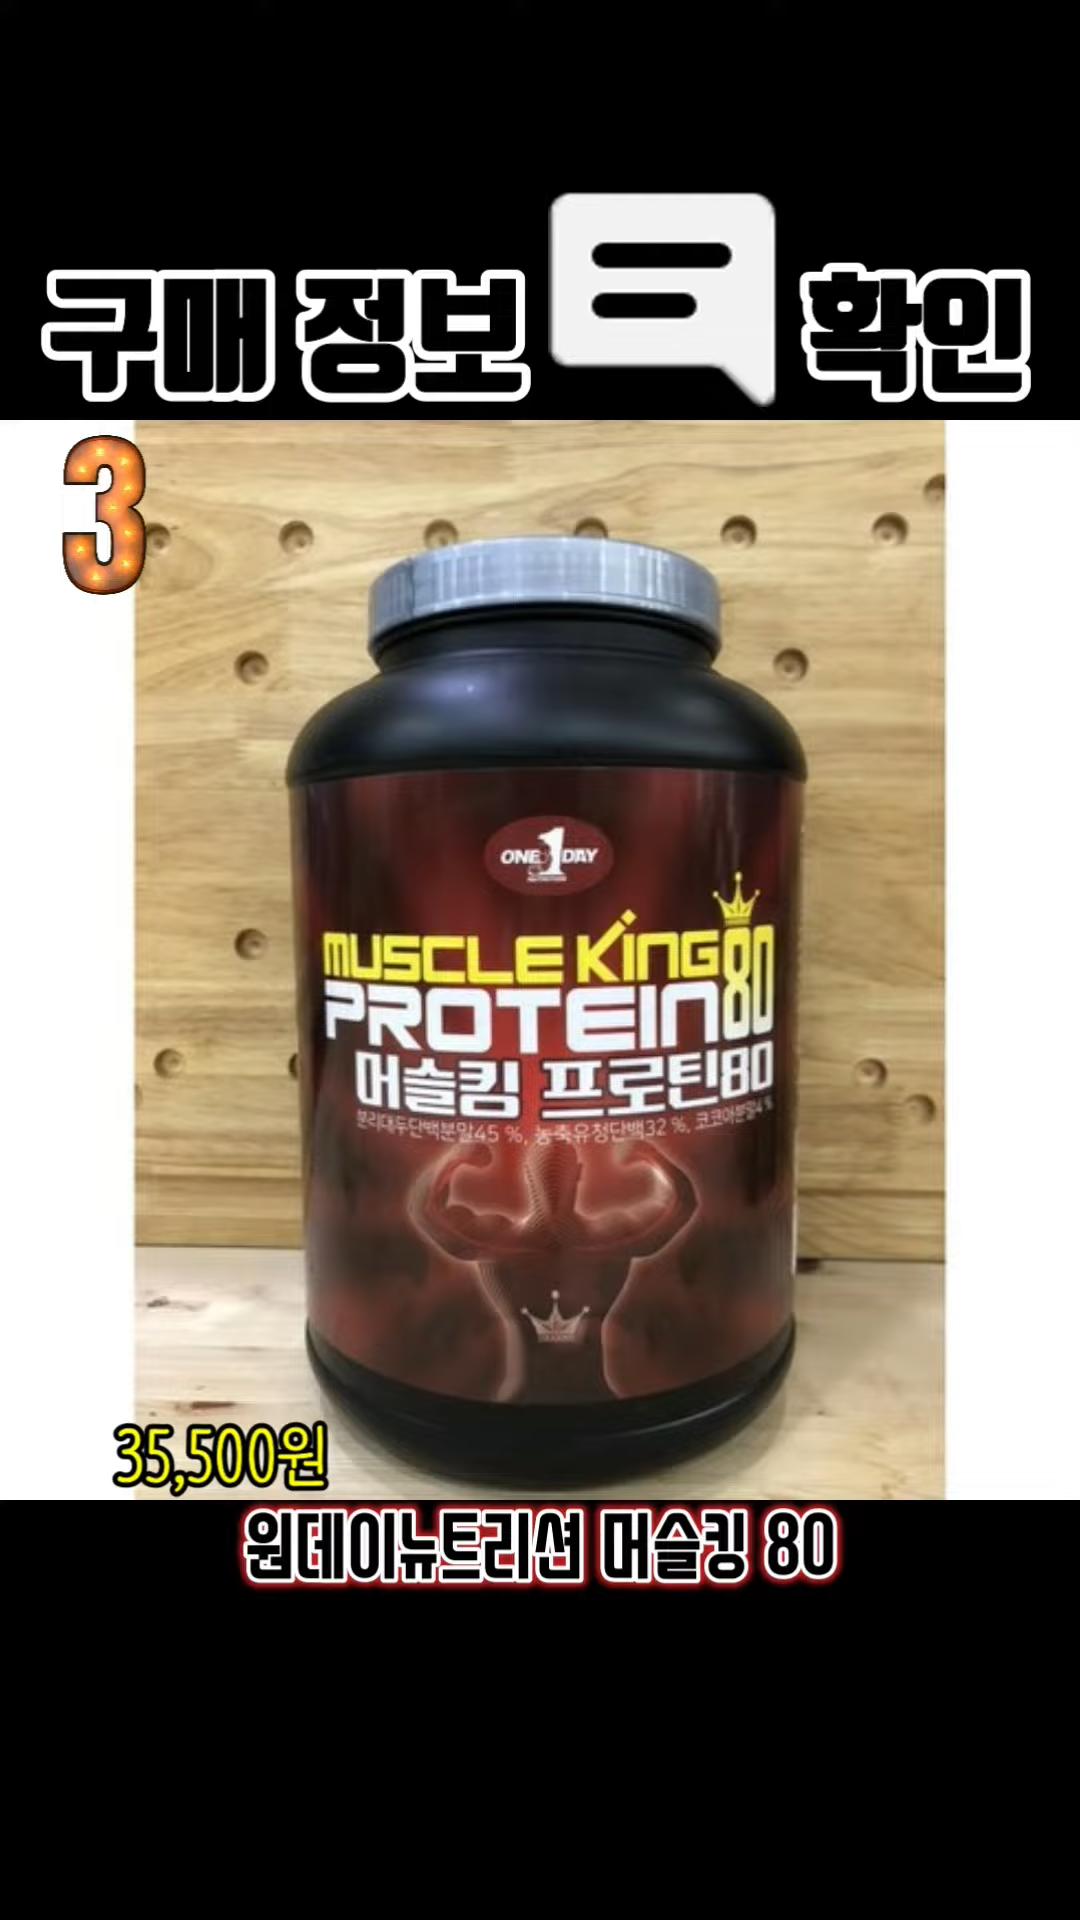 구매 정보 확인
3
ONE 1 DAY
MUSCLE KING 80
PROTEIN
머슬킹 프로틴80
분리대두단백분말45 %, 농축유청단백32 %, 코코아분말4 %
35,500원
원데이뉴트리션 머슬킹 80